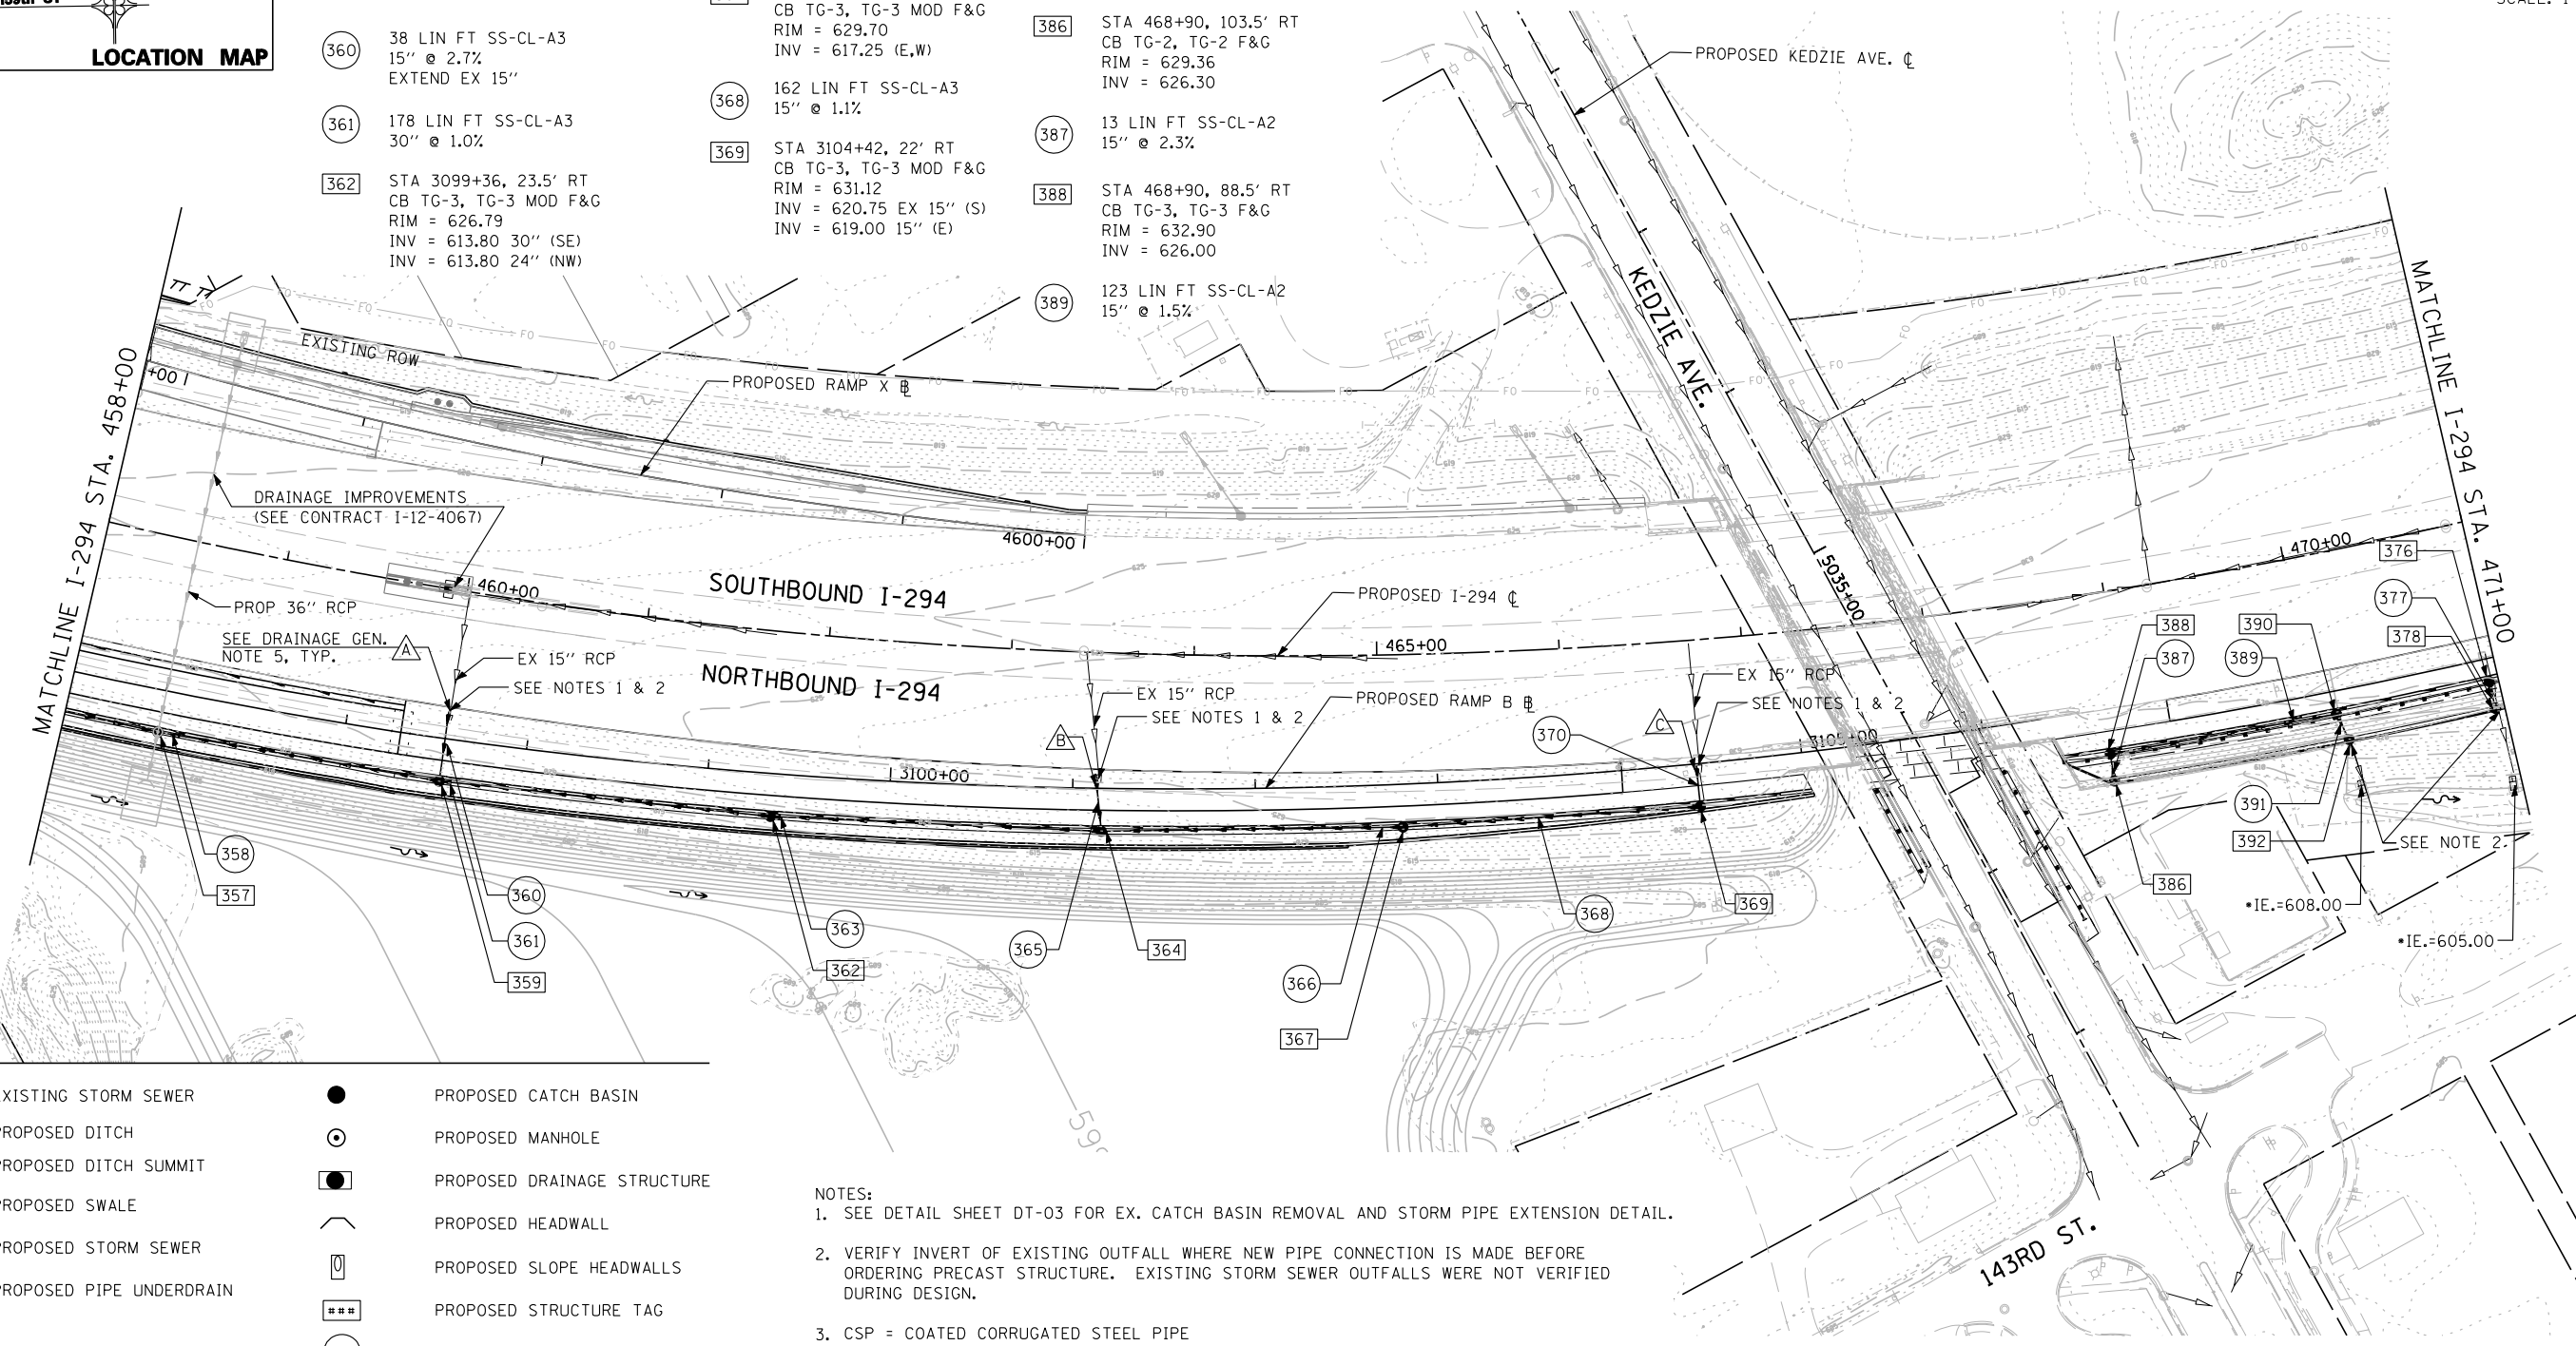 LOCATION MAP
360
38 LIN FT SS-CL-A3
15" @ 2.7%
EXTEND EX 15"
361
178 LIN FT SS-CL-A3
30" @ 1.0%
362
STA 3099+36, 23.5' RT
CB TG-3, TG-3 MOD F&G
RIM = 626.79
INV = 613.80 30" (SE)
INV = 613.80 24" (NW)
CB TG-3, TG-3 MOD F&G
RIM = 629.70
INV = 617.25 (E,W)
368
162 LIN FT SS-CL-A3
15" @ 1.1%
369
STA 3104+42, 22' RT
CB TG-3, TG-3 MOD F&G
RIM = 631.12
INV = 620.75 EX 15" (S)
INV = 619.00 15" (E)
386
STA 468+90, 103.5' RT
CB TG-2, TG-2 F&G
RIM = 629.36
INV = 626.30
387
13 LIN FT SS-CL-A2
15" @ 2.3%
388
STA 468+90, 88.5' RT
CB TG-3, TG-3 F&G
RIM = 632.90
INV = 626.00
389
123 LIN FT SS-CL-A2
15" @ 1.5%
PROPOSED KEDZIE AVE. ℄
KEDZIE AVE.
MATCHLINE I-294 STA. 458+00
MATCHLINE I-294 STA. 471+00
EXISTING ROW
+00
PROPOSED RAMP X
DRAINAGE IMPROVEMENTS
(SEE CONTRACT I-12-4067)
4600+00
460+00
SOUTHBOUND I-294
PROPOSED I-294 ℄
465+00
5035+00
470+00
376
377
378
PROP 36" RCP
SEE DRAINAGE GEN.
NOTE 5, TYP.
A
EX 15" RCP
SEE NOTES 1 & 2
NORTHBOUND I-294
EX 15" RCP
SEE NOTES 1 & 2
B
PROPOSED RAMP B
370
C
EX 15" RCP
SEE NOTES 1 & 2
3100+00
3105+00
388
387
390
389
391
392
SEE NOTE 2
386
*IE.=608.00
*IE.=605.00
358
357
360
361
359
363
362
365
364
366
367
368
369
599
143RD ST.
EXISTING STORM SEWER
PROPOSED DITCH
PROPOSED DITCH SUMMIT
PROPOSED SWALE
PROPOSED STORM SEWER
PROPOSED PIPE UNDERDRAIN
PROPOSED CATCH BASIN
PROPOSED MANHOLE
PROPOSED DRAINAGE STRUCTURE
PROPOSED HEADWALL
PROPOSED SLOPE HEADWALLS
### PROPOSED STRUCTURE TAG
NOTES:
1. SEE DETAIL SHEET DT-03 FOR EX. CATCH BASIN REMOVAL AND STORM PIPE EXTENSION DETAIL.
2. VERIFY INVERT OF EXISTING OUTFALL WHERE NEW PIPE CONNECTION IS MADE BEFORE
ORDERING PRECAST STRUCTURE. EXISTING STORM SEWER OUTFALLS WERE NOT VERIFIED
DURING DESIGN.
3. CSP = COATED CORRUGATED STEEL PIPE